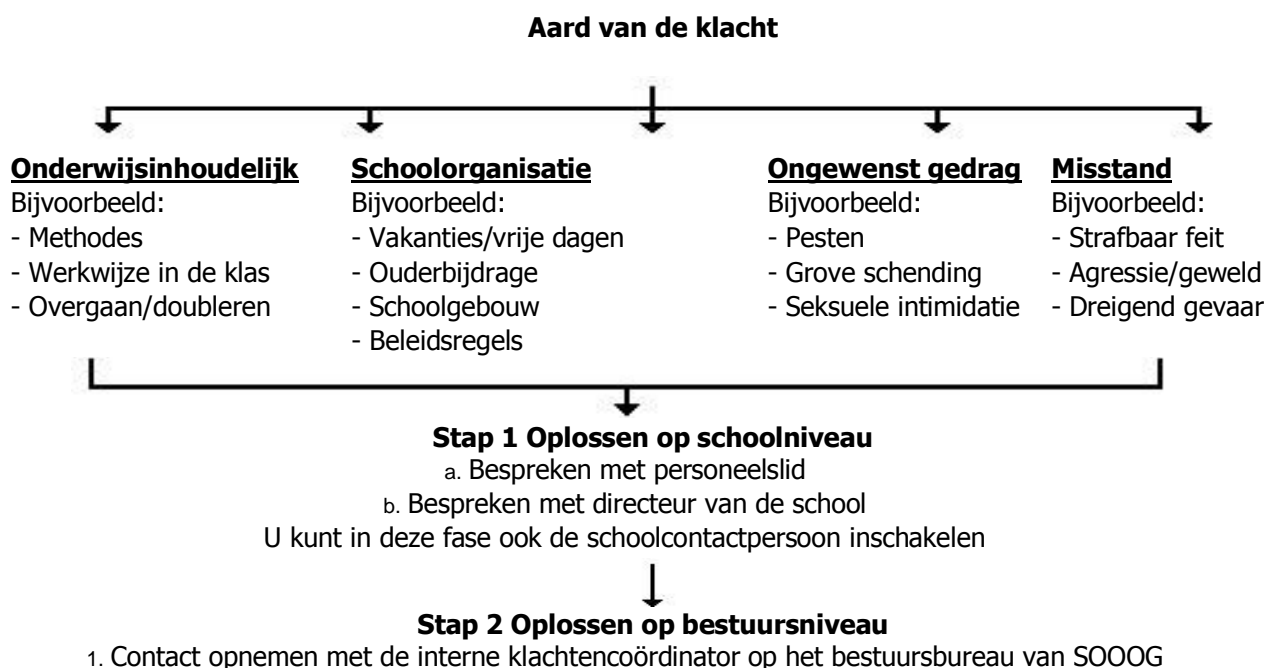 Aard van de klacht
Onderwijsinhoudelijk
Bijvoorbeeld:
- Methodes
- Werkwijze in de klas
- Overgaan/doubleren
Schoolorganisatie
Bijvoorbeeld:
- Vakanties/vrije dagen
- Ouderbijdrage
- Schoolgebouw
- Beleidsregels
Ongewenst gedrag
Bijvoorbeeld:
- Pesten
- Grove schending
- Seksuele intimidatie
Misstand
Bijvoorbeeld:
- Strafbaar feit
- Agressie/geweld
- Dreigend gevaar
Stap 1 Oplossen op schoolniveau
a. Bespreken met personeelslid
b. Bespreken met directeur van de school
U kunt in deze fase ook de schoolcontactpersoon inschakelen
Stap 2 Oplossen op bestuursniveau
1. Contact opnemen met de interne klachtencoördinator op het bestuursbureau van SOOOG